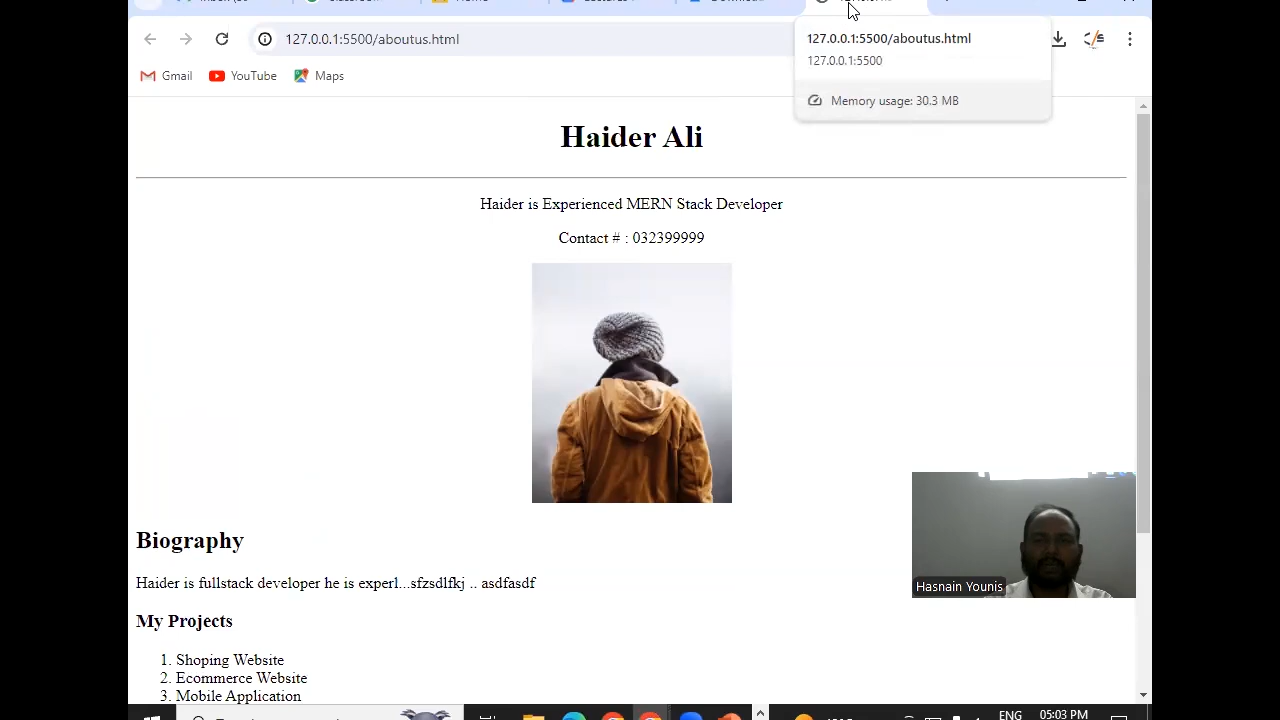 127.0.0.1:5500/aboutus.html
127.0.0.1:5500/aboutus.html
127.0.0.1:5500
Gmail
YouTube
Maps
Memory usage: 30.3 MB
Haider Ali
Haider is Experienced MERN Stack Developer
Contact # : 032399999
Biography
Haider is fullstack developer he is experl...sfzsdlfkj .. asdfasdf
Hasnain Younis
My Projects
1. Shoping Website
2. Ecommerce Website
3. Mobile Application
ENG
05:03 PM